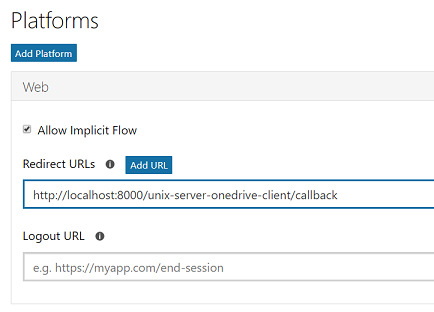 Platforms
Add Platform
Web
Allow Implicit Flow
Redirect URLs Add URL
http://localhost:8000/unix-server-onedrive-client/callback
Logout URL
e.g. https://myapp.com/end-session